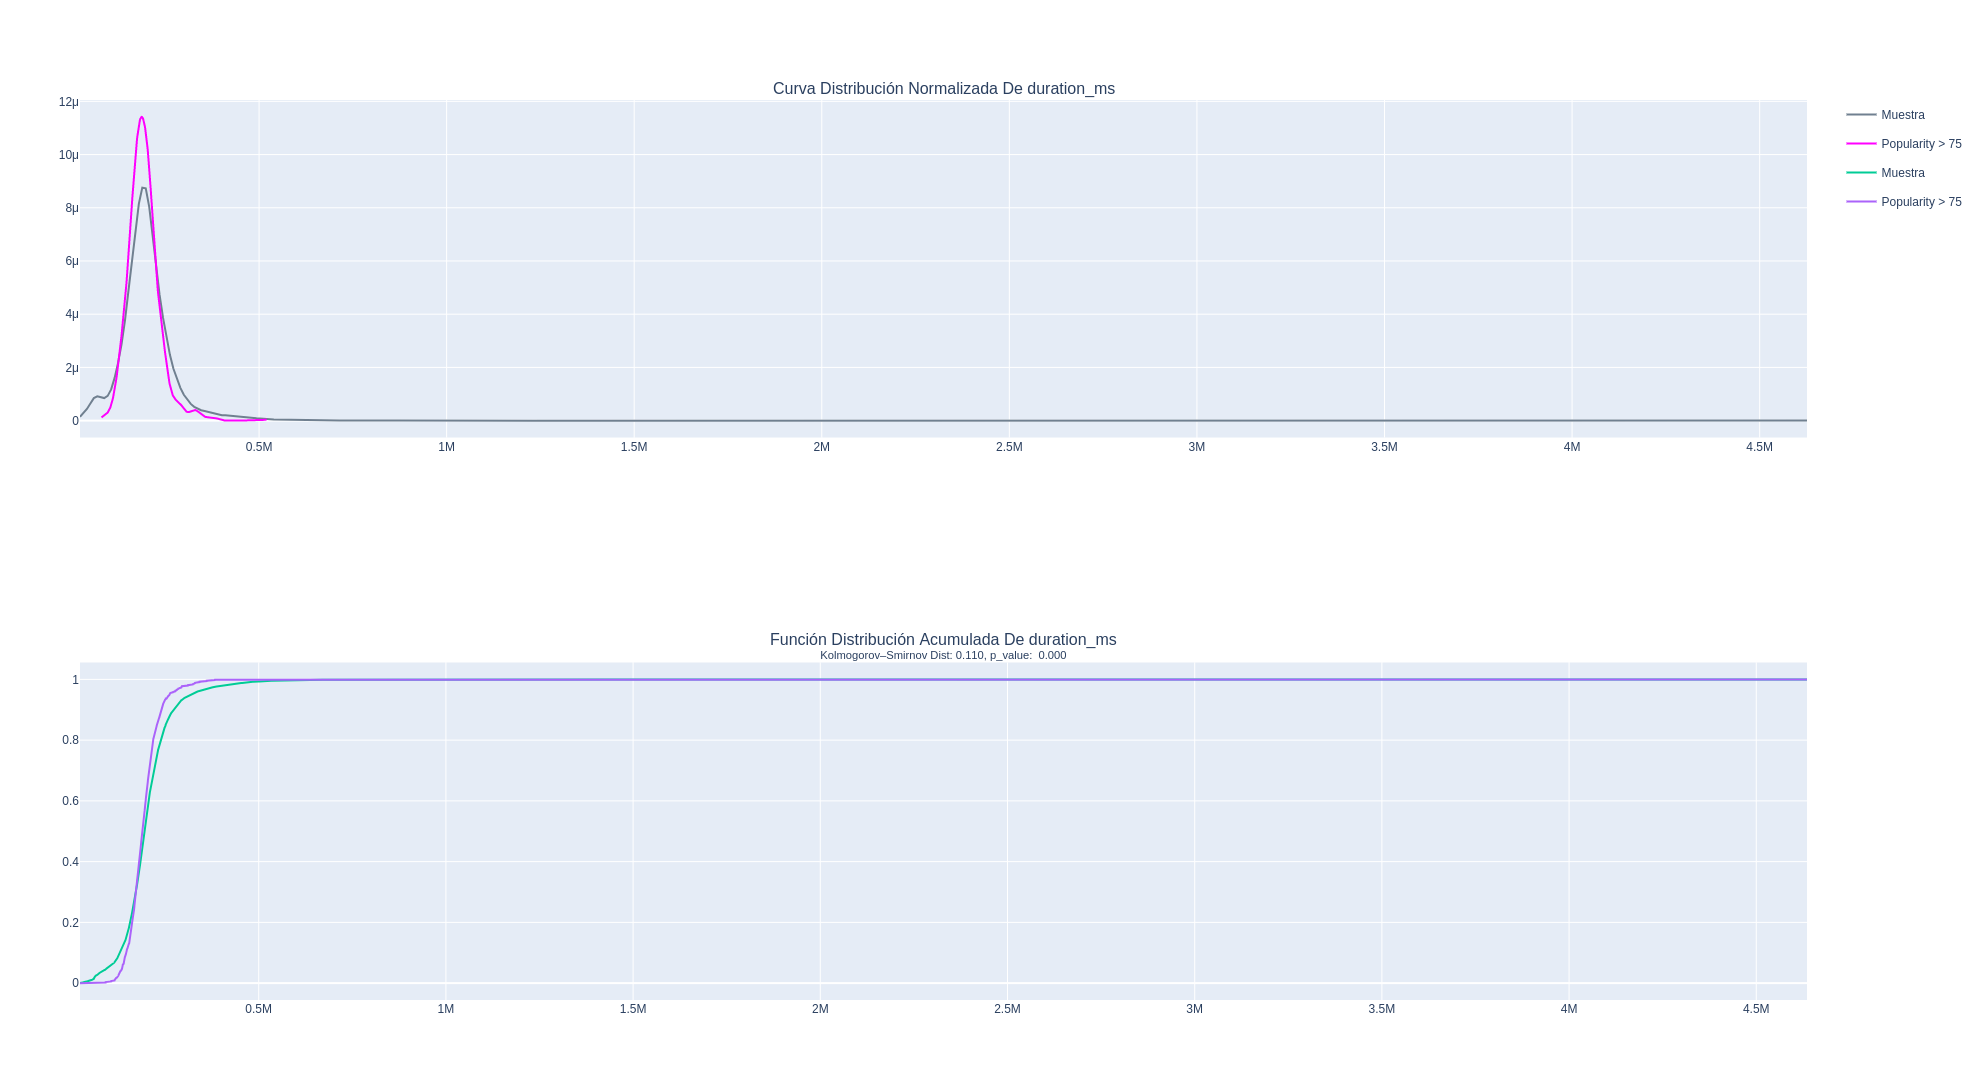 Curva Distribución Normalizada De duration_ms
12μ
10μ
8μ
6μ
4μ
2μ
0
0.5M 1M 1.5M 2M 2.5M 3M 3.5M 4M 4.5M
Muestra
Popularity > 75
Muestra
Popularity > 75
Función Distribución Acumulada De duration_ms
Kolmogorov–Smirnov Dist: 0.110, p_value:  0.000
1
0.8
0.6
0.4
0.2
0
0.5M 1M 1.5M 2M 2.5M 3M 3.5M 4M 4.5M